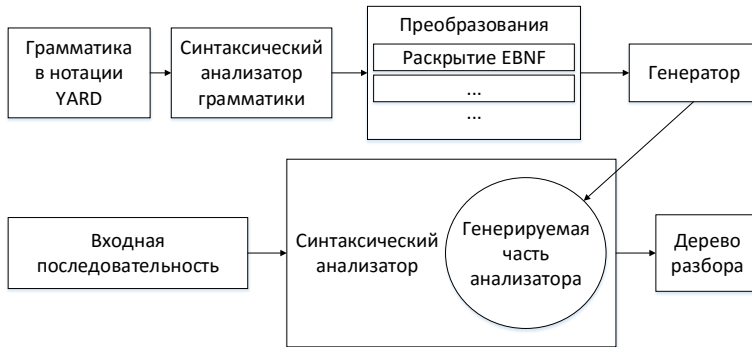 Грамматика
в нотации
YARD
Синтаксический
анализатор
грамматики
Преобразования
Раскрытие EBNF
...
...
Генератор
Входная
последовательность
Синтаксический
анализатор
Генерируемая
часть
анализатора
Дерево
разбора